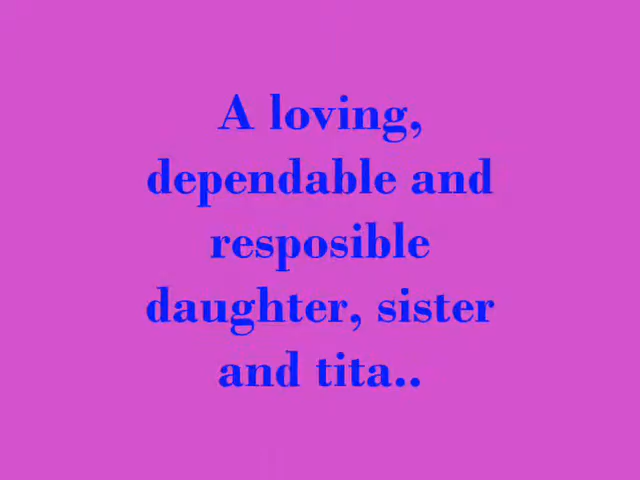 A loving,
dependable and
resposible
daughter, sister
and tita..